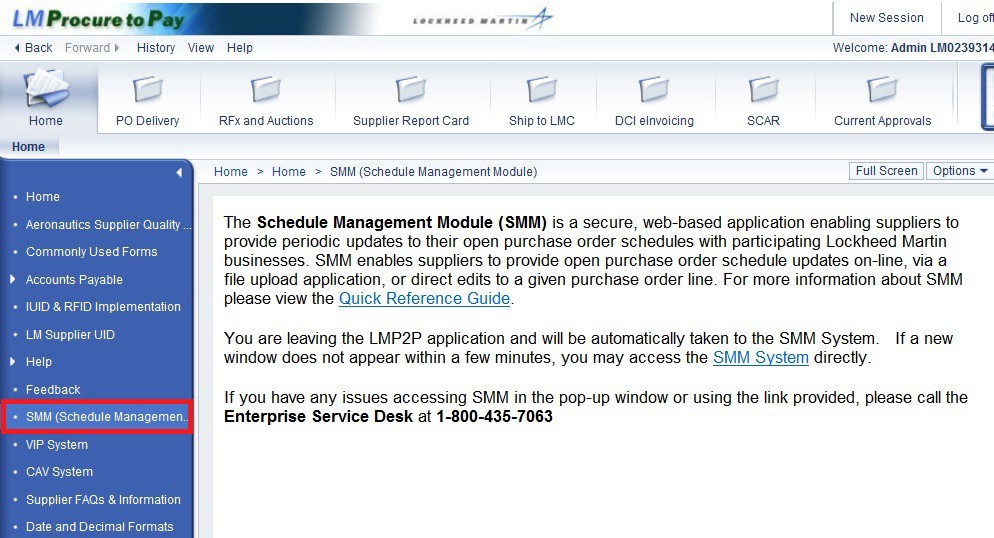 LM Procure to Pay
LOCKHEED MARTIN
New Session
Log of
Back Forward History View Help
Welcome: Admin LM0239314
Home
PO Delivery
RFx and Auctions
Supplier Report Card
Ship to LMC
DCI eInvoicing
SCAR
Current Approvals
Home
Home > Home > SMM (Schedule Management Module)
Full Screen
Options
Home
Aeronautics Supplier Quality ...
Commonly Used Forms
Accounts Payable
IUID & RFID Implementation
LM Supplier UID
Help
Feedback
SMM (Schedule Managemen...
VIP System
CAV System
Supplier FAQs & Information
Date and Decimal Formats
The Schedule Management Module (SMM) is a secure, web-based application enabling suppliers to
provide periodic updates to their open purchase order schedules with participating Lockheed Martin
businesses. SMM enables suppliers to provide open purchase order schedule updates on-line, via a
file upload application, or direct edits to a given purchase order line. For more information about SMM
please view the Quick Reference Guide.
You are leaving the LMP2P application and will be automatically taken to the SMM System. If a new
window does not appear within a few minutes, you may access the SMM System directly.
If you have any issues accessing SMM in the pop-up window or using the link provided, please call the
Enterprise Service Desk at 1-800-435-7063